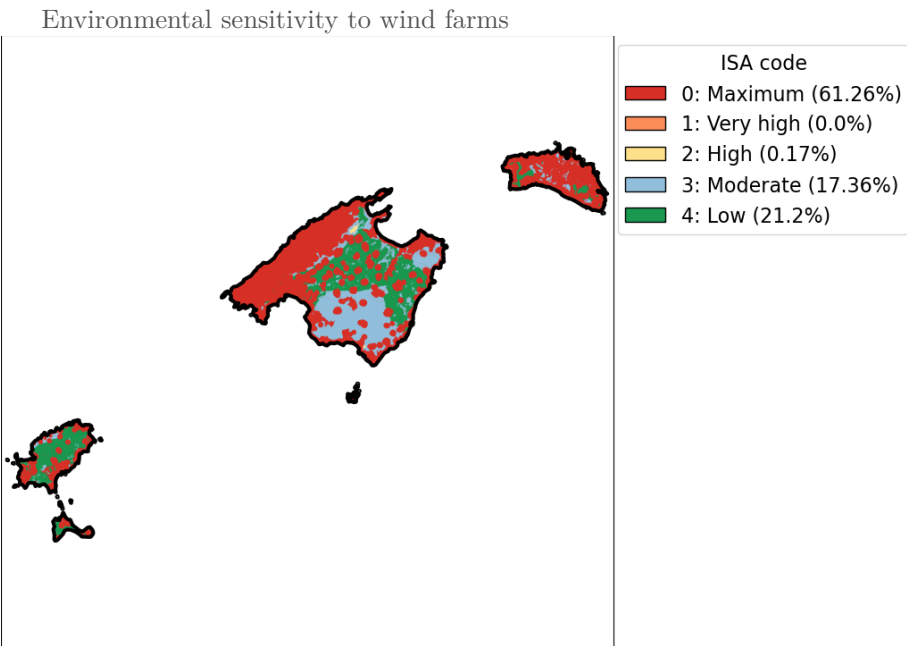 Environmental sensitivity to wind farms
ISA code
0: Maximum (61.26%)
1: Very high (0.0%)
2: High (0.17%)
3: Moderate (17.36%)
4: Low (21.2%)